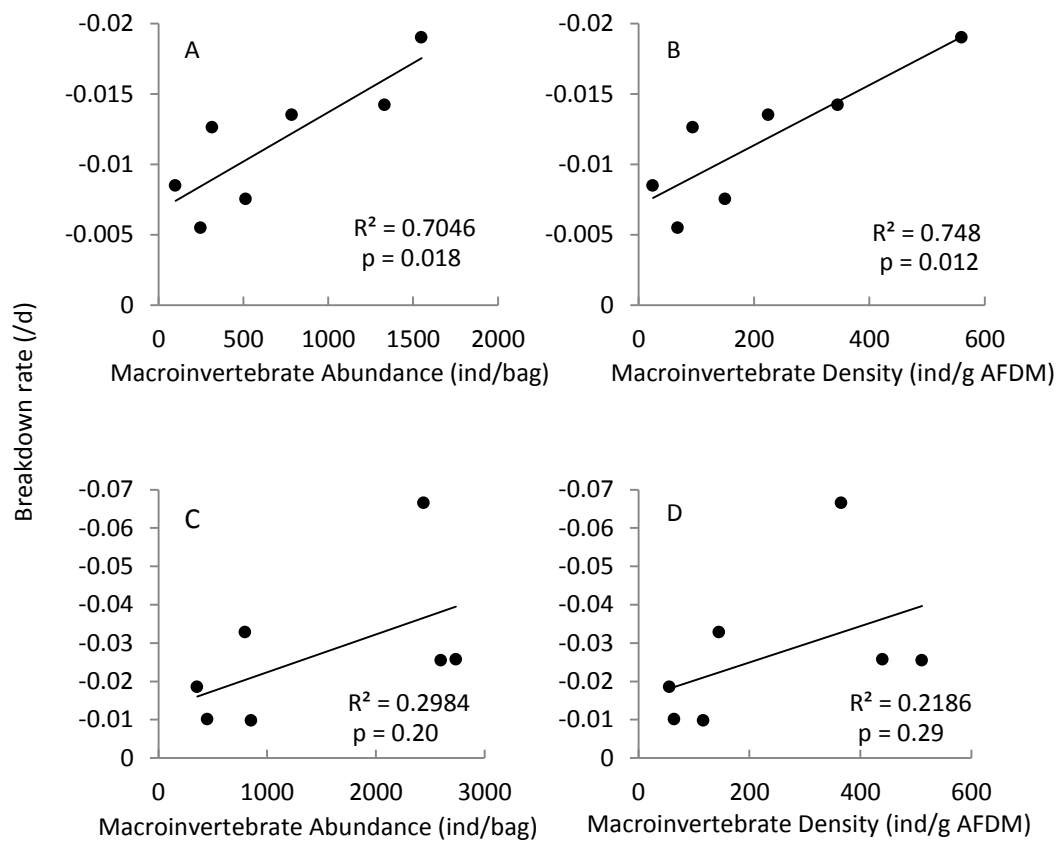 Breakdown rate (/d)
-0.02
-0.015
-0.01
-0.005
0
A
R² = 0.7046
p = 0.018
0 500 1000 1500 2000
Macroinvertebrate Abundance (ind/bag)
-0.02
-0.015
-0.01
-0.005
0
B
R² = 0.748
p = 0.012
0 200 400 600
Macroinvertebrate Density (ind/g AFDM)
-0.07
-0.06
-0.05
-0.04
-0.03
-0.02
-0.01
0
C
R² = 0.2984
p = 0.20
0 1000 2000 3000
Macroinvertebrate Abundance (ind/bag)
-0.07
-0.06
-0.05
-0.04
-0.03
-0.02
-0.01
0
D
R² = 0.2186
p = 0.29
0 200 400 600
Macroinvertebrate Density (ind/g AFDM)